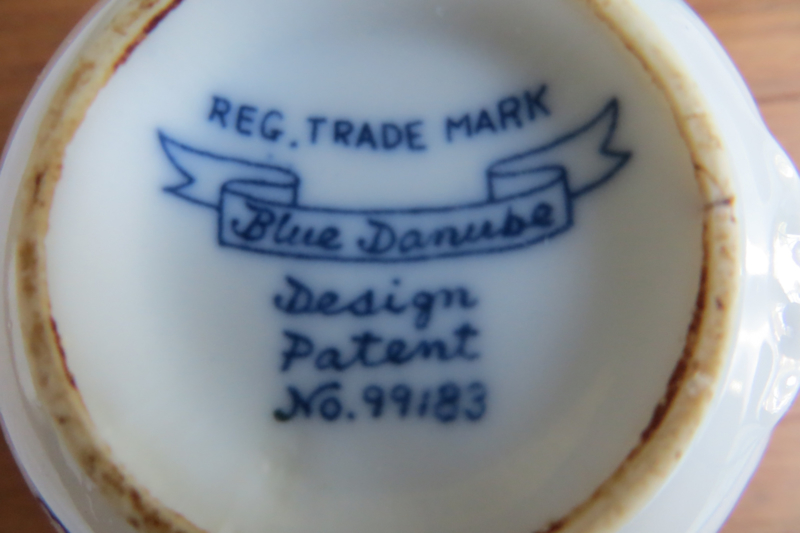 REG. TRADE MARK
Blue Danube
Design
Patent
No. 99183